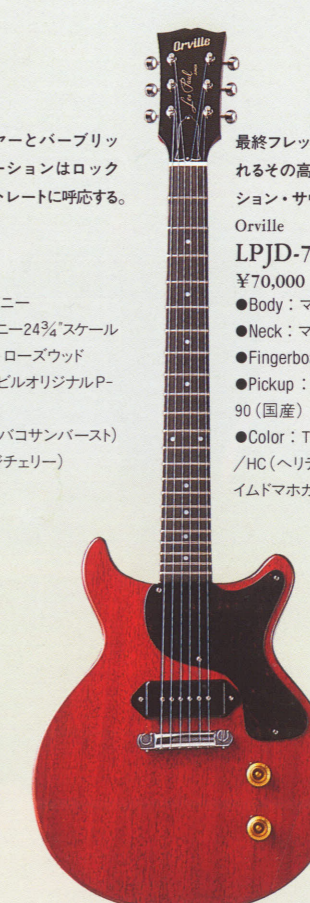 Orville
Les Paul
ヤーとバーブリッ
ーションはロック
トレートに呼応する。
ニー
ニー24¾"スケール
ローズウッド
ビルオリジナルP-
バコサンバースト)
ジチェリー)
最終フレッ
れるその高
ション・サウ
Orville
LPJD-7
¥70,000
●Body：マ
●Neck：マ
●Fingerboa
●Pickup：
90(国産)
●Color：T
/HC(ヘリテ
イムドマホガ